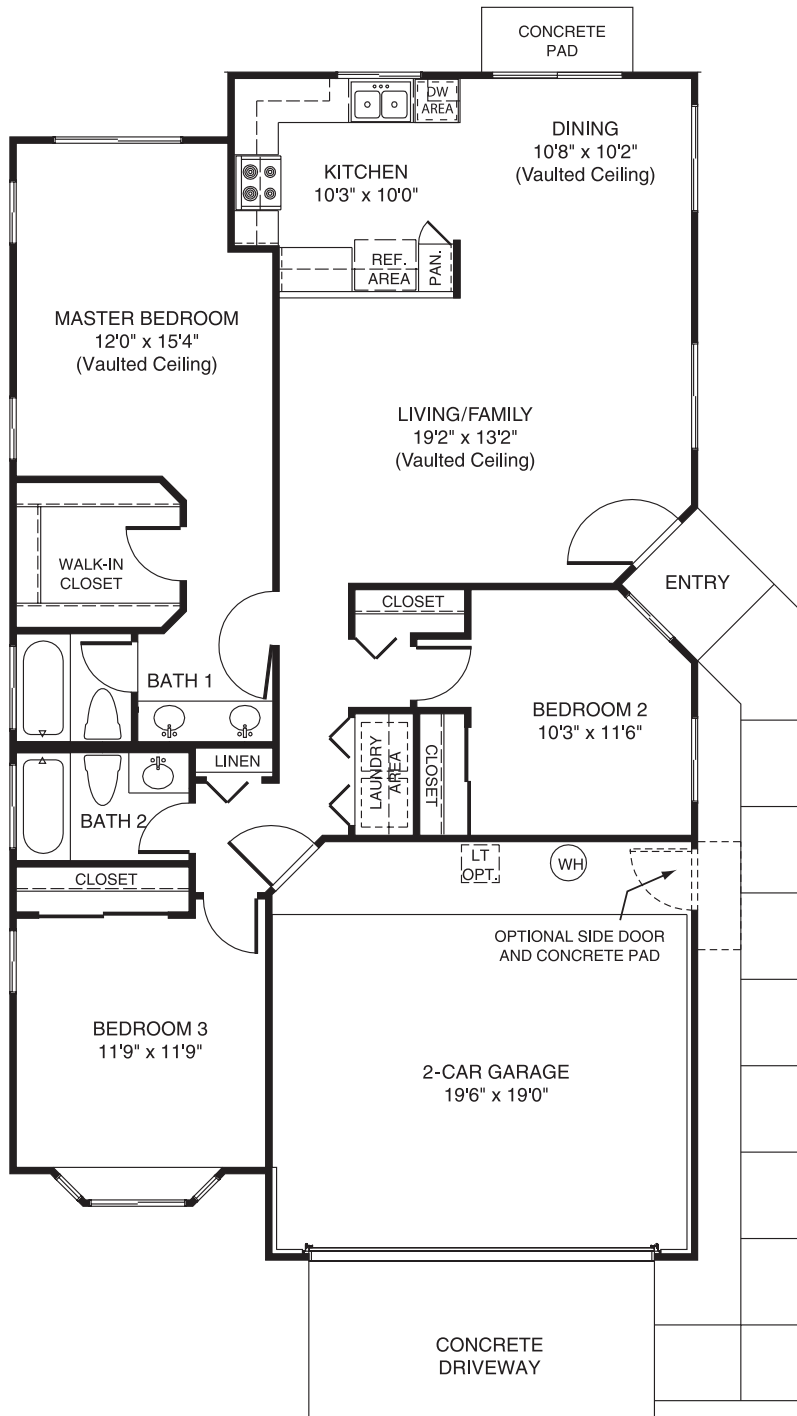 CONCRETE
PAD
DW
AREA
DINING
10'8" x 10'2"
(Vaulted Ceiling)
KITCHEN
10'3" x 10'0"
REF.
AREA
PAN.
MASTER BEDROOM
12'0" x 15'4"
(Vaulted Ceiling)
LIVING/FAMILY
19'2" x 13'2"
(Vaulted Ceiling)
WALK-IN
CLOSET
ENTRY
CLOSET
BATH 1
BEDROOM 2
10'3" x 11'6"
LINEN
LAUNDRY
AREA
CLOSET
BATH 2
CLOSET
LT
OPT.
WH
OPTIONAL SIDE DOOR
AND CONCRETE PAD
BEDROOM 3
11'9" x 11'9"
2-CAR GARAGE
19'6" x 19'0"
CONCRETE
DRIVEWAY